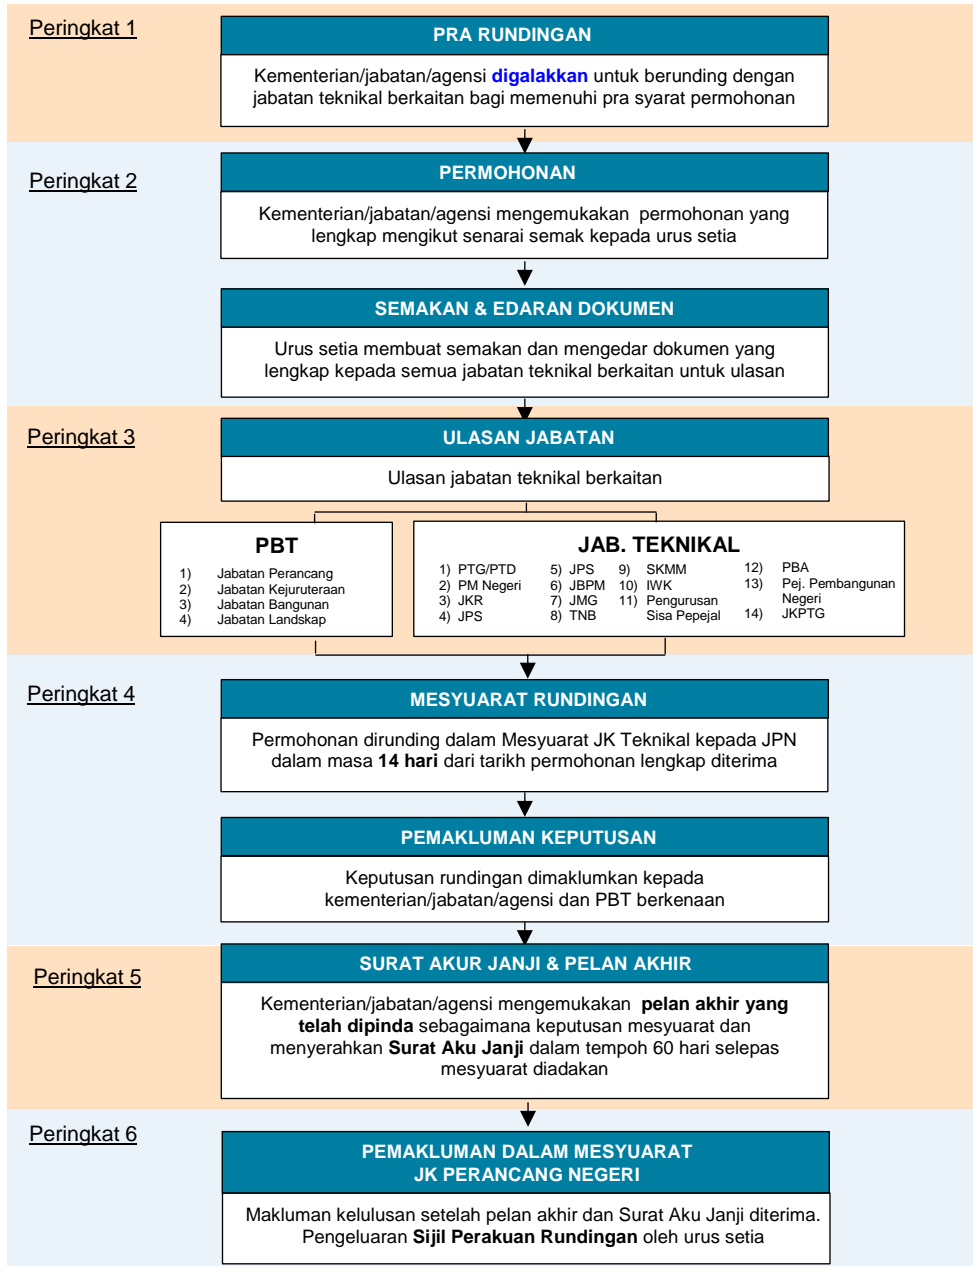 Peringkat 1
PRA RUNDINGAN
Kementerian/jabatan/agensi digalakkan untuk berunding dengan
jabatan teknikal berkaitan bagi memenuhi pra syarat permohonan
Peringkat 2
PERMOHONAN
Kementerian/jabatan/agensi mengemukakan permohonan yang
lengkap mengikut senarai semak kepada urus setia
SEMAKAN & EDARAN DOKUMEN
Urus setia membuat semakan dan mengedar dokumen yang
lengkap kepada semua jabatan teknikal berkaitan untuk ulasan
Peringkat 3
ULASAN JABATAN
Ulasan jabatan teknikal berkaitan
PBT
1) Jabatan Perancang
2) Jabatan Kejuruteraan
3) Jabatan Bangunan
4) Jabatan Landskap
JAB. TEKNIKAL
1) PTG/PTD
2) PM Negeri
3) JKR
4) JPS
5) JPS
6) JBPM
7) JMG
8) TNB
9) SKMM
10) IWK
11) Pengurusan
Sisa Pepejal
12) PBA
13) Pej. Pembangunan
Negeri
14) JKPTG
Peringkat 4
MESYUARAT RUNDINGAN
Permohonan dirunding dalam Mesyuarat JK Teknikal kepada JPN
dalam masa 14 hari dari tarikh permohonan lengkap diterima
PEMAKLUMAN KEPUTUSAN
Keputusan rundingan dimaklumkan kepada
kementerian/jabatan/agensi dan PBT berkenaan
Peringkat 5
SURAT AKUR JANJI & PELAN AKHIR
Kementerian/jabatan/agensi mengemukakan pelan akhir yang
telah dipinda sebagaimana keputusan mesyuarat dan
menyerahkan Surat Aku Janji dalam tempoh 60 hari selepas
mesyuarat diadakan
Peringkat 6
PEMAKLUMAN DALAM MESYUARAT
JK PERANCANG NEGERI
Makluman kelulusan setelah pelan akhir dan Surat Aku Janji diterima.
Pengeluaran Sijil Perakuan Rundingan oleh urus setia